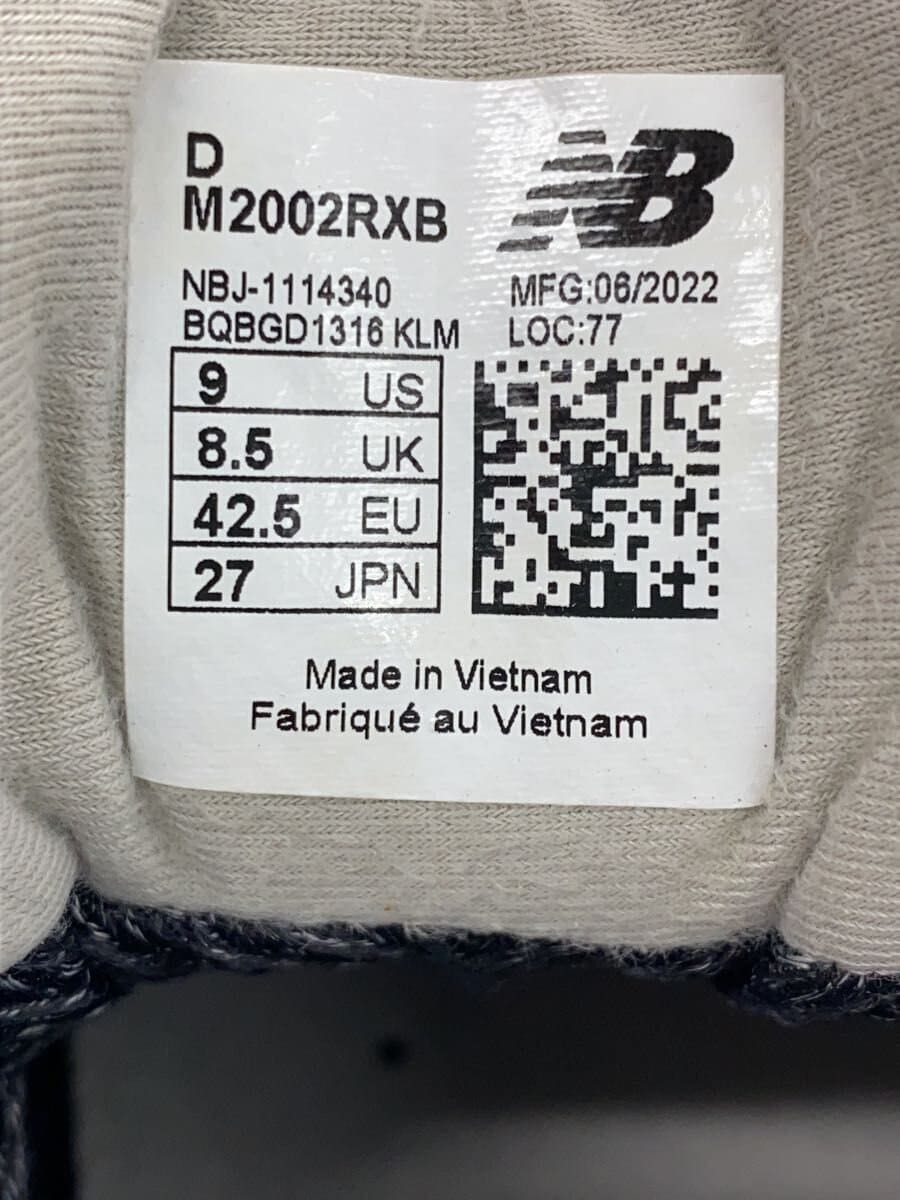 D
M2002RXB
NB
NBJ-1114340
MFG:06/2022
BQBGD1316 KLM
LOC:77
9 US
8.5 UK
42.5 EU
27 JPN
Made in Vietnam
Fabriqué au Vietnam